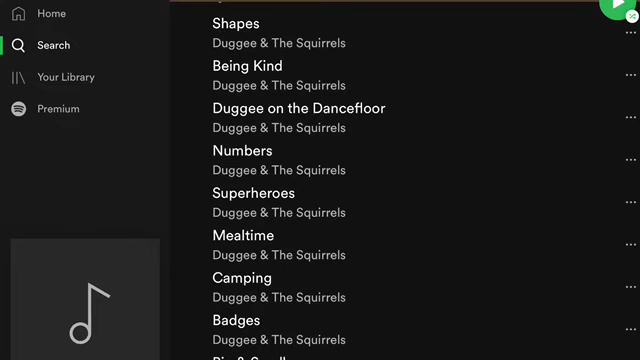 Home
Search
Your Library
Premium
Shapes
Duggee & The Squirrels
Being Kind
Duggee & The Squirrels
Duggee on the Dancefloor
Duggee & The Squirrels
Numbers
Duggee & The Squirrels
Superheroes
Duggee & The Squirrels
Mealtime
Duggee & The Squirrels
Camping
Duggee & The Squirrels
Badges
Duggee & The Squirrels